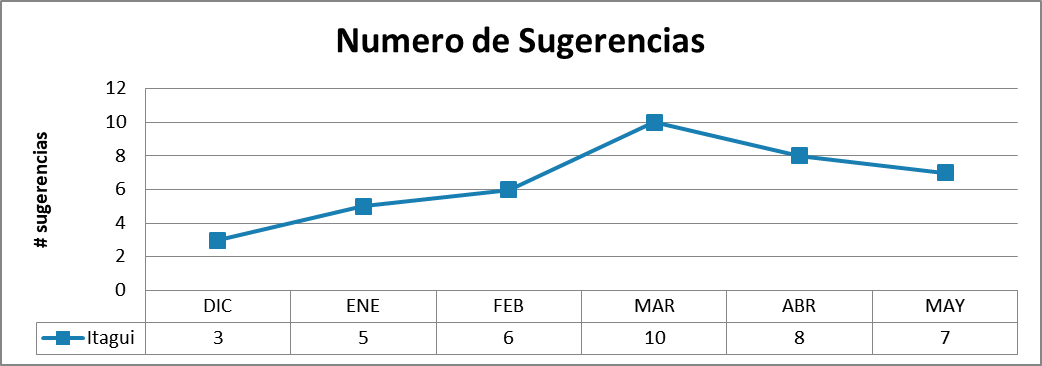 Numero de Sugerencias
# sugerencias
12
10
8
6
4
2
0
DIC ENE FEB MAR ABR MAY
Itagui 3 5 6 10 8 7